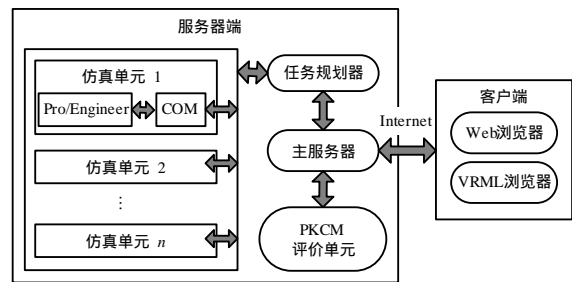 服务器端
仿真单元 1
Pro/Engineer
COM
仿真单元 2
⋮
仿真单元 n
任务规划器
主服务器
PKCM
评价单元
Internet
客户端
Web浏览器
VRML浏览器